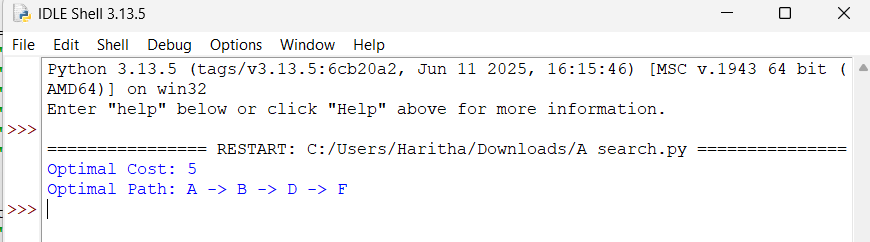 IDLE Shell 3.13.5
File Edit Shell Debug Options Window Help
Python 3.13.5 (tags/v3.13.5:6cb20a2, Jun 11 2025, 16:15:46) [MSC v.1943 64 bit (
AMD64)] on win32
Enter "help" below or click "Help" above for more information.
>>>
================ RESTART: C:/Users/Haritha/Downloads/A search.py ===============
Optimal Cost: 5
Optimal Path: A -> B -> D -> F
>>>